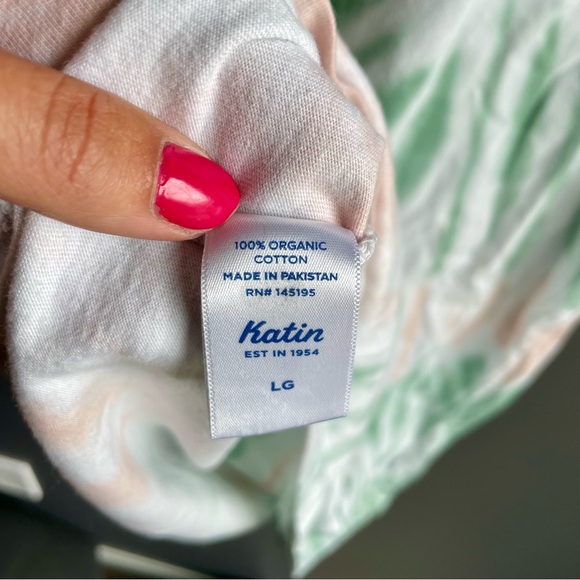 100% ORGANIC
COTTON
MADE IN PAKISTAN
RN# 145195
Katin
EST IN 1954
LG